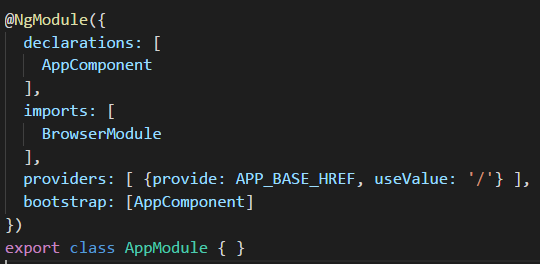 @NgModule({
  declarations: [
    AppComponent
  ],
  imports: [
    BrowserModule
  ],
  providers: [ {provide: APP_BASE_HREF, useValue: '/'} ],
  bootstrap: [AppComponent]
})
export class AppModule { }